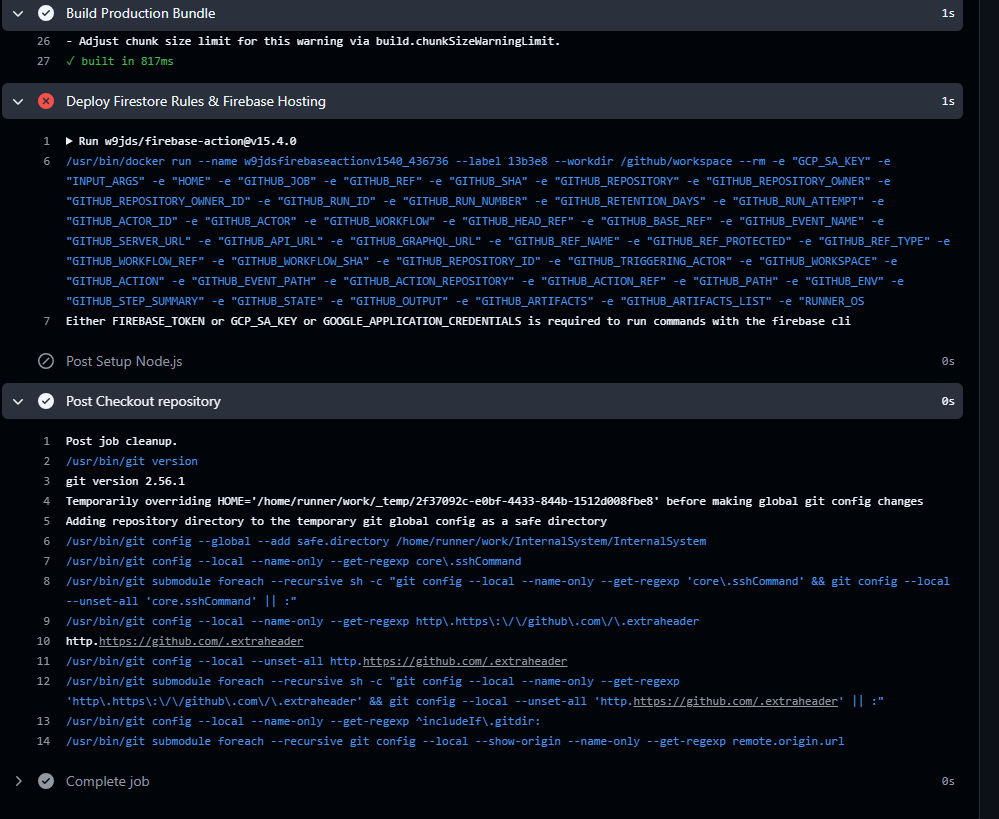 Build Production Bundle 1s
26 - Adjust chunk size limit for this warning via build.chunkSizeWarningLimit.
27 ✓ built in 817ms
Deploy Firestore Rules & Firebase Hosting 1s
1 ▶ Run w9jds/firebase-action@v15.4.0
6 /usr/bin/docker run --name w9jdsfirebaseactionv1540_436736 --label 13b3e8 --workdir /github/workspace --rm -e "GCP_SA_KEY" -e
"INPUT_ARGS" -e "HOME" -e "GITHUB_JOB" -e "GITHUB_REF" -e "GITHUB_SHA" -e "GITHUB_REPOSITORY" -e "GITHUB_REPOSITORY_OWNER" -e
"GITHUB_REPOSITORY_OWNER_ID" -e "GITHUB_RUN_ID" -e "GITHUB_RUN_NUMBER" -e "GITHUB_RETENTION_DAYS" -e "GITHUB_RUN_ATTEMPT" -e
"GITHUB_ACTOR_ID" -e "GITHUB_ACTOR" -e "GITHUB_WORKFLOW" -e "GITHUB_HEAD_REF" -e "GITHUB_BASE_REF" -e "GITHUB_EVENT_NAME" -e
"GITHUB_SERVER_URL" -e "GITHUB_API_URL" -e "GITHUB_GRAPHQL_URL" -e "GITHUB_REF_NAME" -e "GITHUB_REF_PROTECTED" -e "GITHUB_REF_TYPE" -e
"GITHUB_WORKFLOW_REF" -e "GITHUB_WORKFLOW_SHA" -e "GITHUB_REPOSITORY_ID" -e "GITHUB_TRIGGERING_ACTOR" -e "GITHUB_WORKSPACE" -e
"GITHUB_ACTION" -e "GITHUB_EVENT_PATH" -e "GITHUB_ACTION_REPOSITORY" -e "GITHUB_ACTION_REF" -e "GITHUB_PATH" -e "GITHUB_ENV" -e
"GITHUB_STEP_SUMMARY" -e "GITHUB_STATE" -e "GITHUB_OUTPUT" -e "GITHUB_ARTIFACTS" -e "GITHUB_ARTIFACTS_LIST" -e "RUNNER_OS
7 Either FIREBASE_TOKEN or GCP_SA_KEY or GOOGLE_APPLICATION_CREDENTIALS is required to run commands with the firebase cli
Post Setup Node.js 0s
Post Checkout repository 0s
1 Post job cleanup.
2 /usr/bin/git version
3 git version 2.56.1
4 Temporarily overriding HOME='/home/runner/work/_temp/2f37092c-e0bf-4433-844b-1512d008fbe8' before making global git config changes
5 Adding repository directory to the temporary git global config as a safe directory
6 /usr/bin/git config --global --add safe.directory /home/runner/work/InternalSystem/InternalSystem
7 /usr/bin/git config --local --name-only --get-regexp core\.sshCommand
8 /usr/bin/git submodule foreach --recursive sh -c "git config --local --name-only --get-regexp 'core\.sshCommand' && git config --local
--unset-all 'core.sshCommand' || :"
9 /usr/bin/git config --local --name-only --get-regexp http\.https\:\/\/github\.com\/\.extraheader
10 http.https://github.com/.extraheader
11 /usr/bin/git config --local --unset-all http.https://github.com/.extraheader
12 /usr/bin/git submodule foreach --recursive sh -c "git config --local --name-only --get-regexp
'http\.https\:\/\/github\.com\/\.extraheader' && git config --local --unset-all 'http.https://github.com/.extraheader' || :"
13 /usr/bin/git config --local --name-only --get-regexp ^includeIf\.gitdir:
14 /usr/bin/git submodule foreach --recursive git config --local --show-origin --name-only --get-regexp remote.origin.url
Complete job 0s